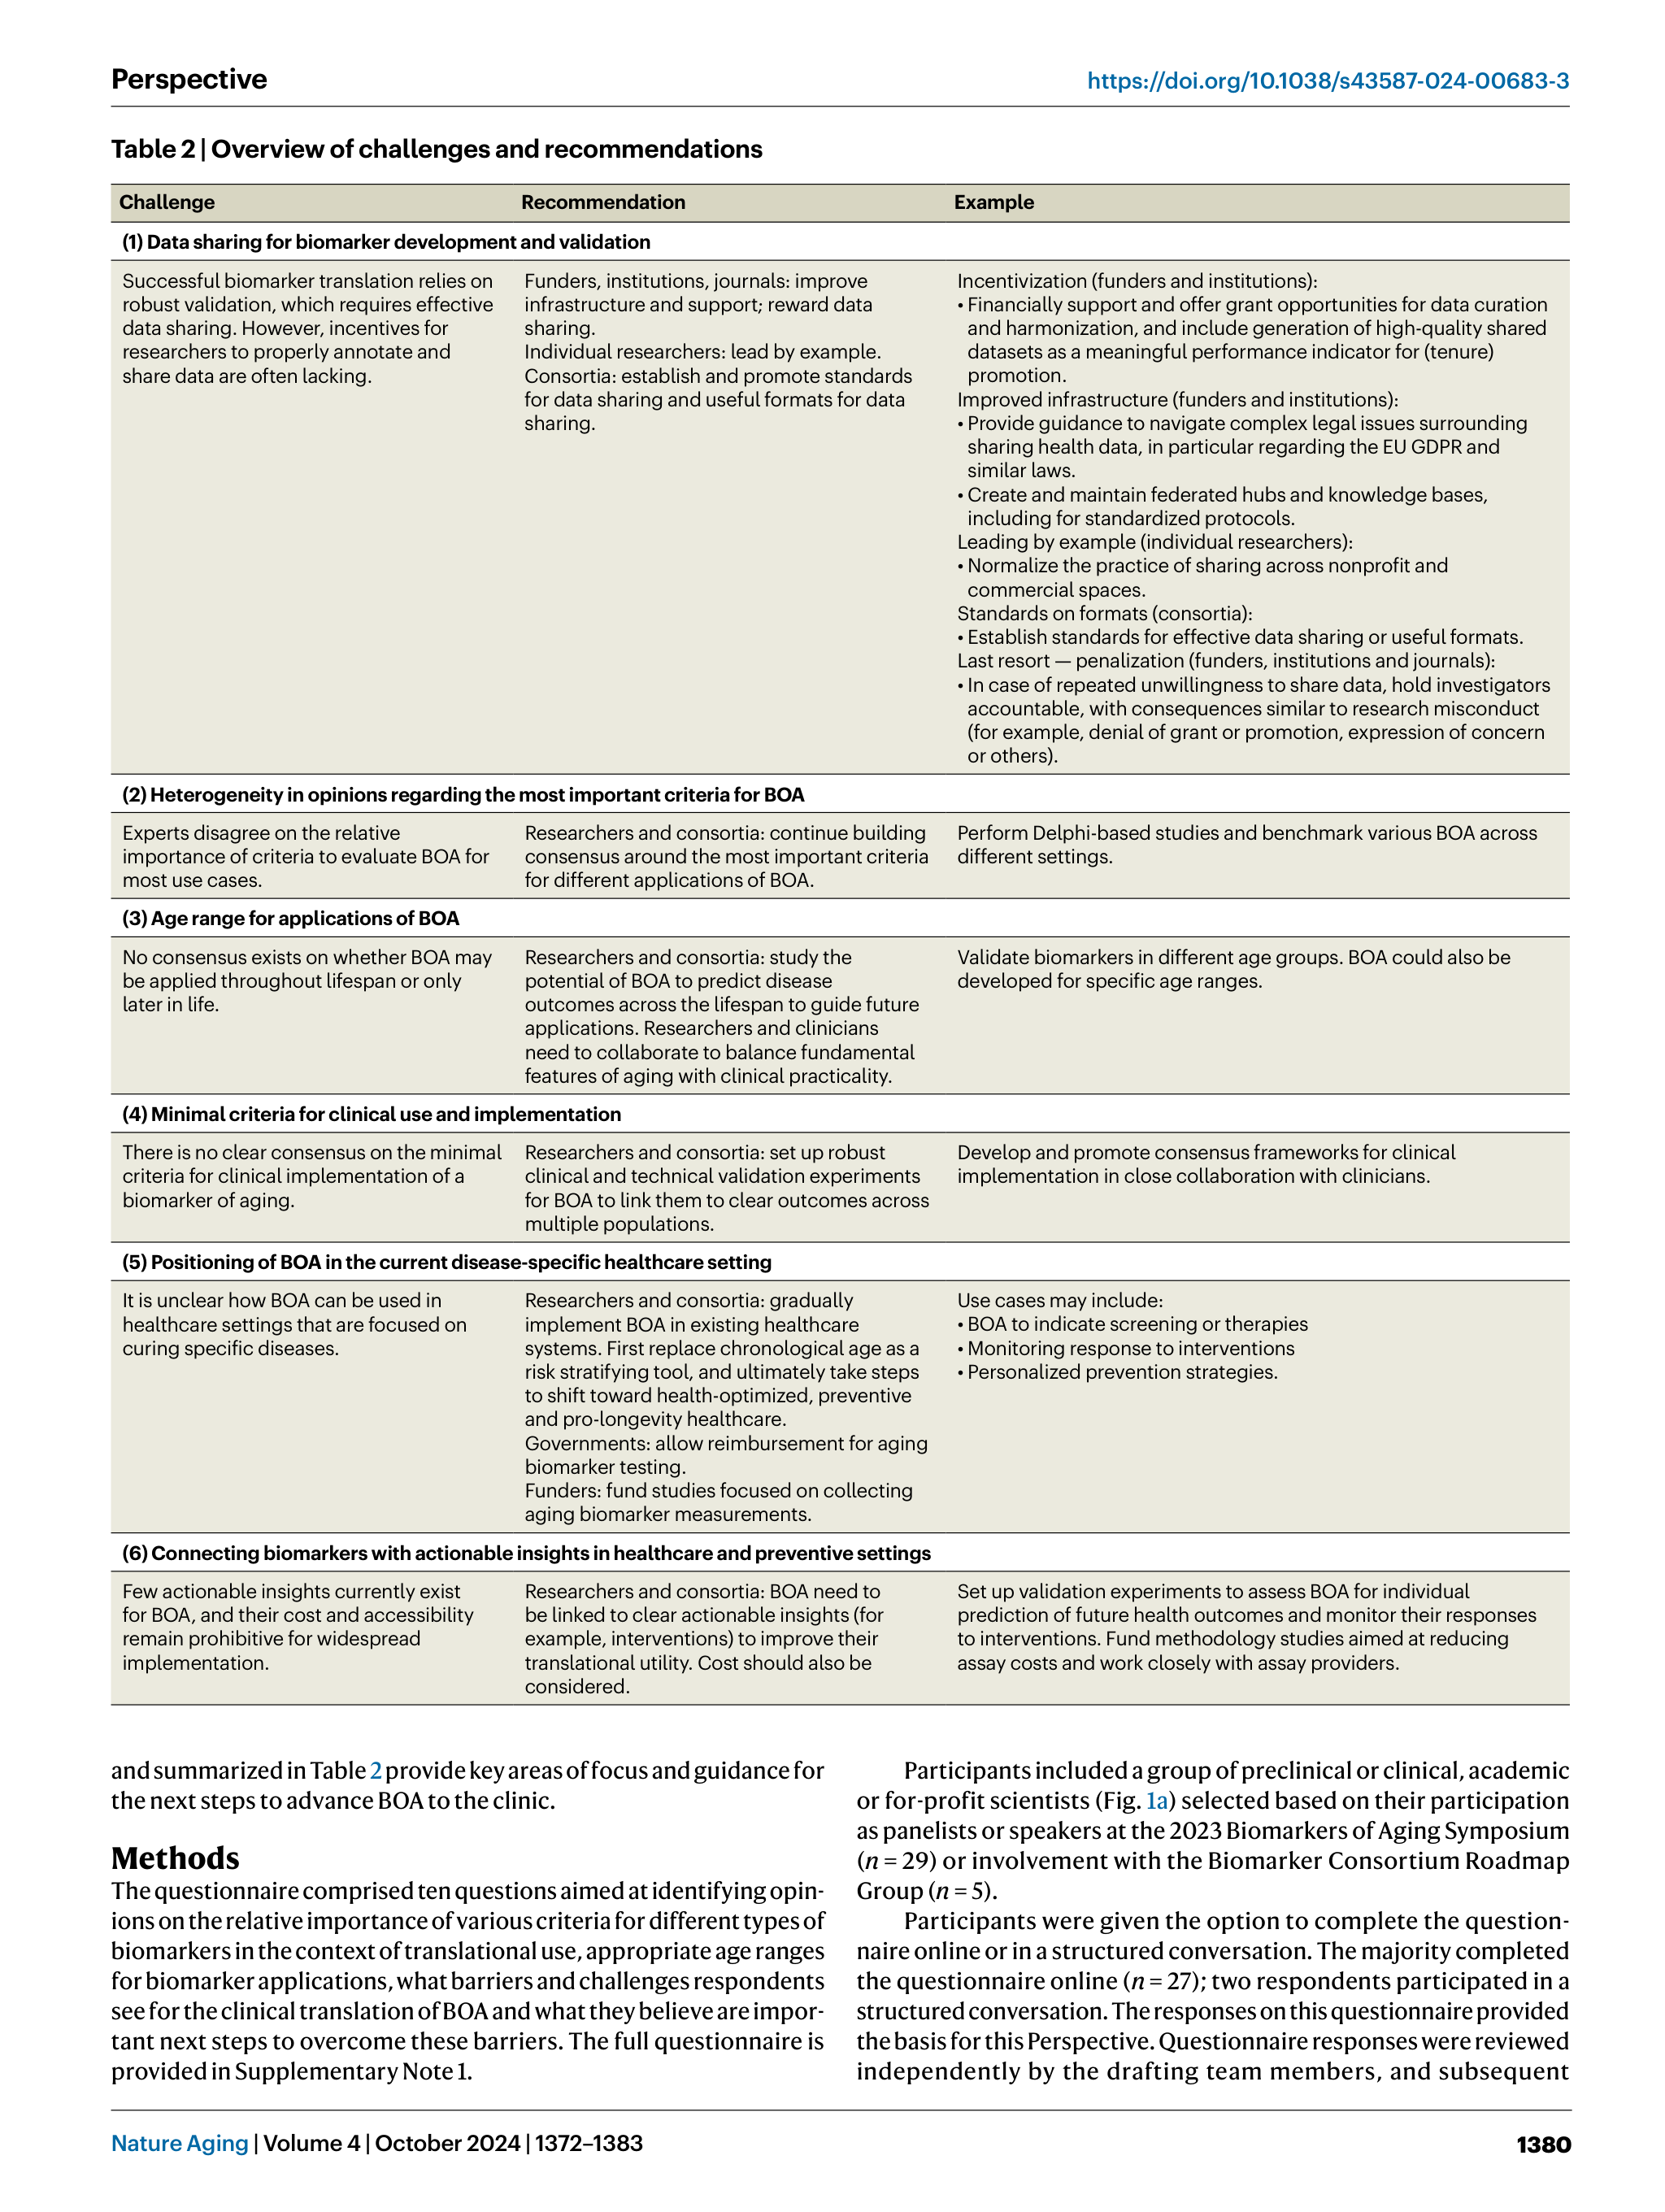 Perspective
https://doi.org/10.1038/s43587-024-00683-3
Table 2 | Overview of challenges and recommendations
Challenge
Recommendation
Example
(1) Data sharing for biomarker development and validation
Successful biomarker translation relies on
robust validation, which requires effective
data sharing. However, incentives for
researchers to properly annotate and
share data are often lacking.
Funders, institutions, journals: improve
infrastructure and support; reward data
sharing.
Individual researchers: lead by example.
Consortia: establish and promote standards
for data sharing and useful formats for data
sharing.
Incentivization (funders and institutions):
• Financially support and offer grant opportunities for data curation
and harmonization, and include generation of high-quality shared
datasets as a meaningful performance indicator for (tenure)
promotion.
Improved infrastructure (funders and institutions):
• Provide guidance to navigate complex legal issues surrounding
sharing health data, in particular regarding the EU GDPR and
similar laws.
• Create and maintain federated hubs and knowledge bases,
including for standardized protocols.
Leading by example (individual researchers):
• Normalize the practice of sharing across nonprofit and
commercial spaces.
Standards on formats (consortia):
• Establish standards for effective data sharing or useful formats.
Last resort — penalization (funders, institutions and journals):
• In case of repeated unwillingness to share data, hold investigators
accountable, with consequences similar to research misconduct
(for example, denial of grant or promotion, expression of concern
or others).
(2) Heterogeneity in opinions regarding the most important criteria for BOA
Experts disagree on the relative
importance of criteria to evaluate BOA for
most use cases.
Researchers and consortia: continue building
consensus around the most important criteria
for different applications of BOA.
Perform Delphi-based studies and benchmark various BOA across
different settings.
(3) Age range for applications of BOA
No consensus exists on whether BOA may
be applied throughout lifespan or only
later in life.
Researchers and consortia: study the
potential of BOA to predict disease
outcomes across the lifespan to guide future
applications. Researchers and clinicians
need to collaborate to balance fundamental
features of aging with clinical practicality.
Validate biomarkers in different age groups. BOA could also be
developed for specific age ranges.
(4) Minimal criteria for clinical use and implementation
There is no clear consensus on the minimal
criteria for clinical implementation of a
biomarker of aging.
Researchers and consortia: set up robust
clinical and technical validation experiments
for BOA to link them to clear outcomes across
multiple populations.
Develop and promote consensus frameworks for clinical
implementation in close collaboration with clinicians.
(5) Positioning of BOA in the current disease-specific healthcare setting
It is unclear how BOA can be used in
healthcare settings that are focused on
curing specific diseases.
Researchers and consortia: gradually
implement BOA in existing healthcare
systems. First replace chronological age as a
risk stratifying tool, and ultimately take steps
to shift toward health-optimized, preventive
and pro-longevity healthcare.
Governments: allow reimbursement for aging
biomarker testing.
Funders: fund studies focused on collecting
aging biomarker measurements.
Use cases may include:
• BOA to indicate screening or therapies
• Monitoring response to interventions
• Personalized prevention strategies.
(6) Connecting biomarkers with actionable insights in healthcare and preventive settings
Few actionable insights currently exist
for BOA, and their cost and accessibility
remain prohibitive for widespread
implementation.
Researchers and consortia: BOA need to
be linked to clear actionable insights (for
example, interventions) to improve their
translational utility. Cost should also be
considered.
Set up validation experiments to assess BOA for individual
prediction of future health outcomes and monitor their responses
to interventions. Fund methodology studies aimed at reducing
assay costs and work closely with assay providers.
and summarized in Table 2 provide key areas of focus and guidance for
the next steps to advance BOA to the clinic.
Methods
The questionnaire comprised ten questions aimed at identifying opin-
ions on the relative importance of various criteria for different types of
biomarkers in the context of translational use, appropriate age ranges
for biomarker applications, what barriers and challenges respondents
see for the clinical translation of BOA and what they believe are impor-
tant next steps to overcome these barriers. The full questionnaire is
provided in Supplementary Note 1.
Participants included a group of preclinical or clinical, academic
or for-profit scientists (Fig. 1a) selected based on their participation
as panelists or speakers at the 2023 Biomarkers of Aging Symposium
(n = 29) or involvement with the Biomarker Consortium Roadmap
Group (n = 5).
Participants were given the option to complete the question-
naire online or in a structured conversation. The majority completed
the questionnaire online (n = 27); two respondents participated in a
structured conversation. The responses on this questionnaire provided
the basis for this Perspective. Questionnaire responses were reviewed
independently by the drafting team members, and subsequent
Nature Aging | Volume 4 | October 2024 | 1372–1383
1380